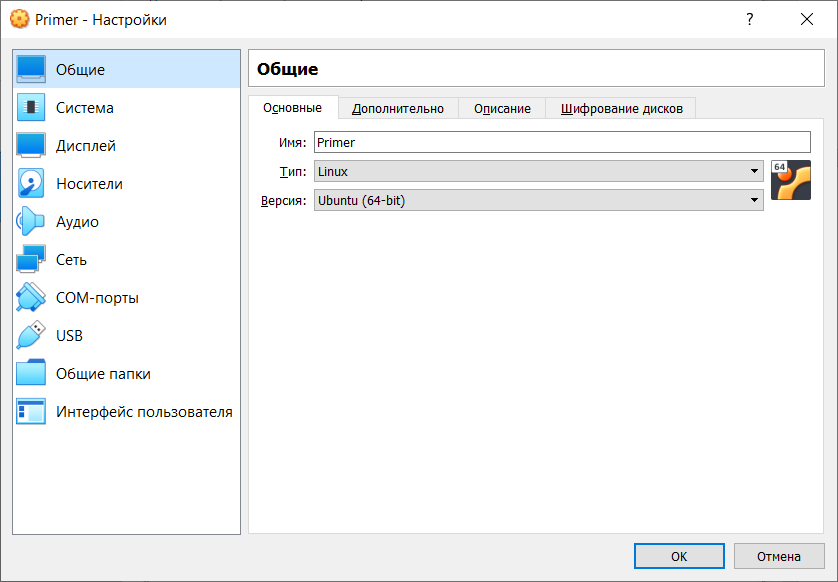 Primer - Настройки
?
Общие
Система
Дисплей
Носители
Аудио
Сеть
COM-порты
USB
Общие папки
Интерфейс пользователя
Общие
Основные
Дополнительно
Описание
Шифрование дисков
Имя: Primer
Тип: Linux
64
Версия: Ubuntu (64-bit)
OK
Отмена